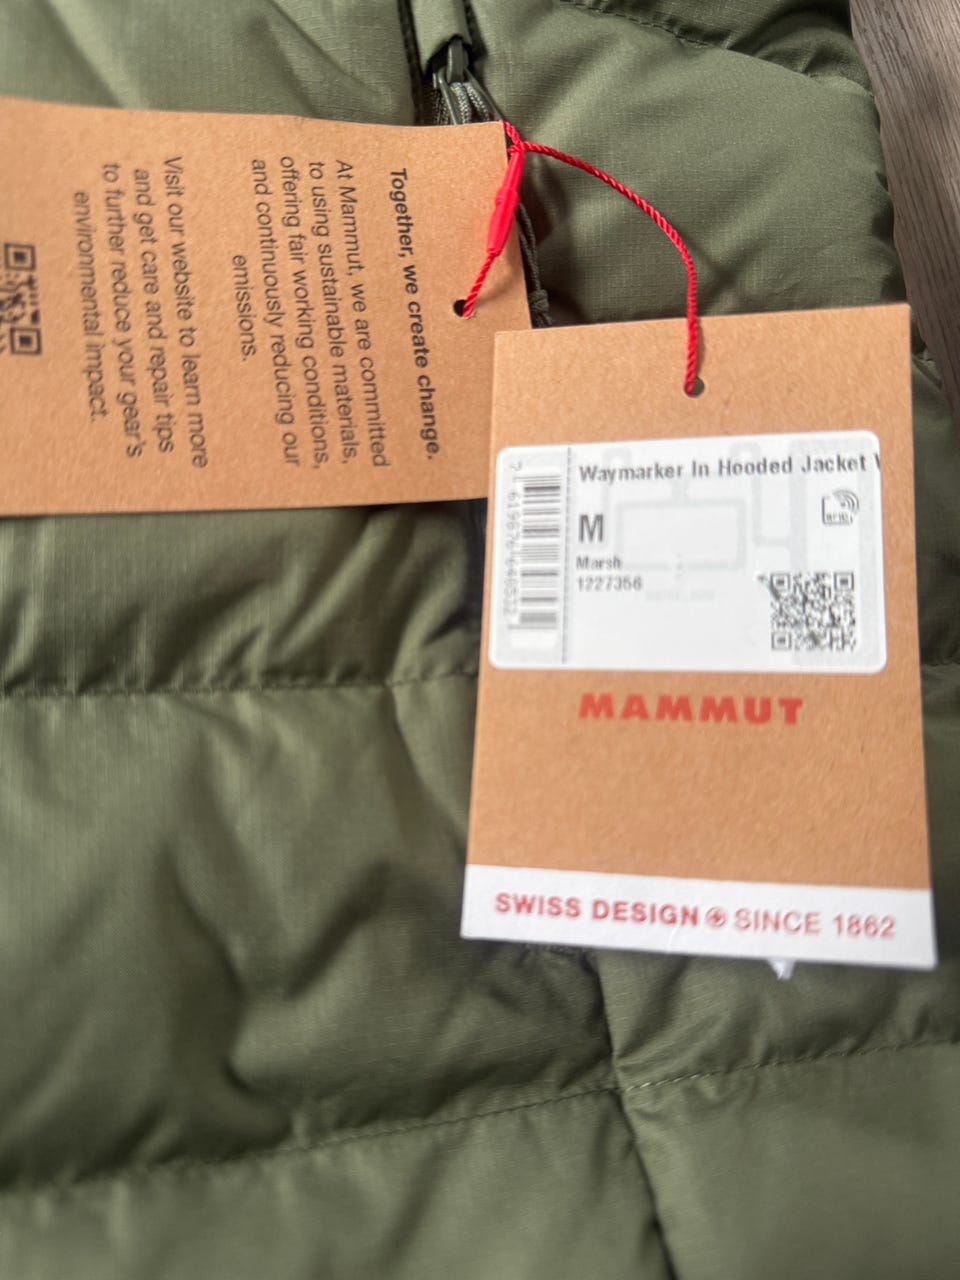 Together, we create change.
At Mammut, we are committed
to using sustainable materials,
offering fair working conditions,
and continuously reducing our
emissions.
Visit our website to learn more
and get care and repair tips
to further reduce your gear's
environmental impact.
Waymarker In Hooded Jacket
M
Marsh
1227356
MAMMUT
SWISS DESIGN SINCE 1862